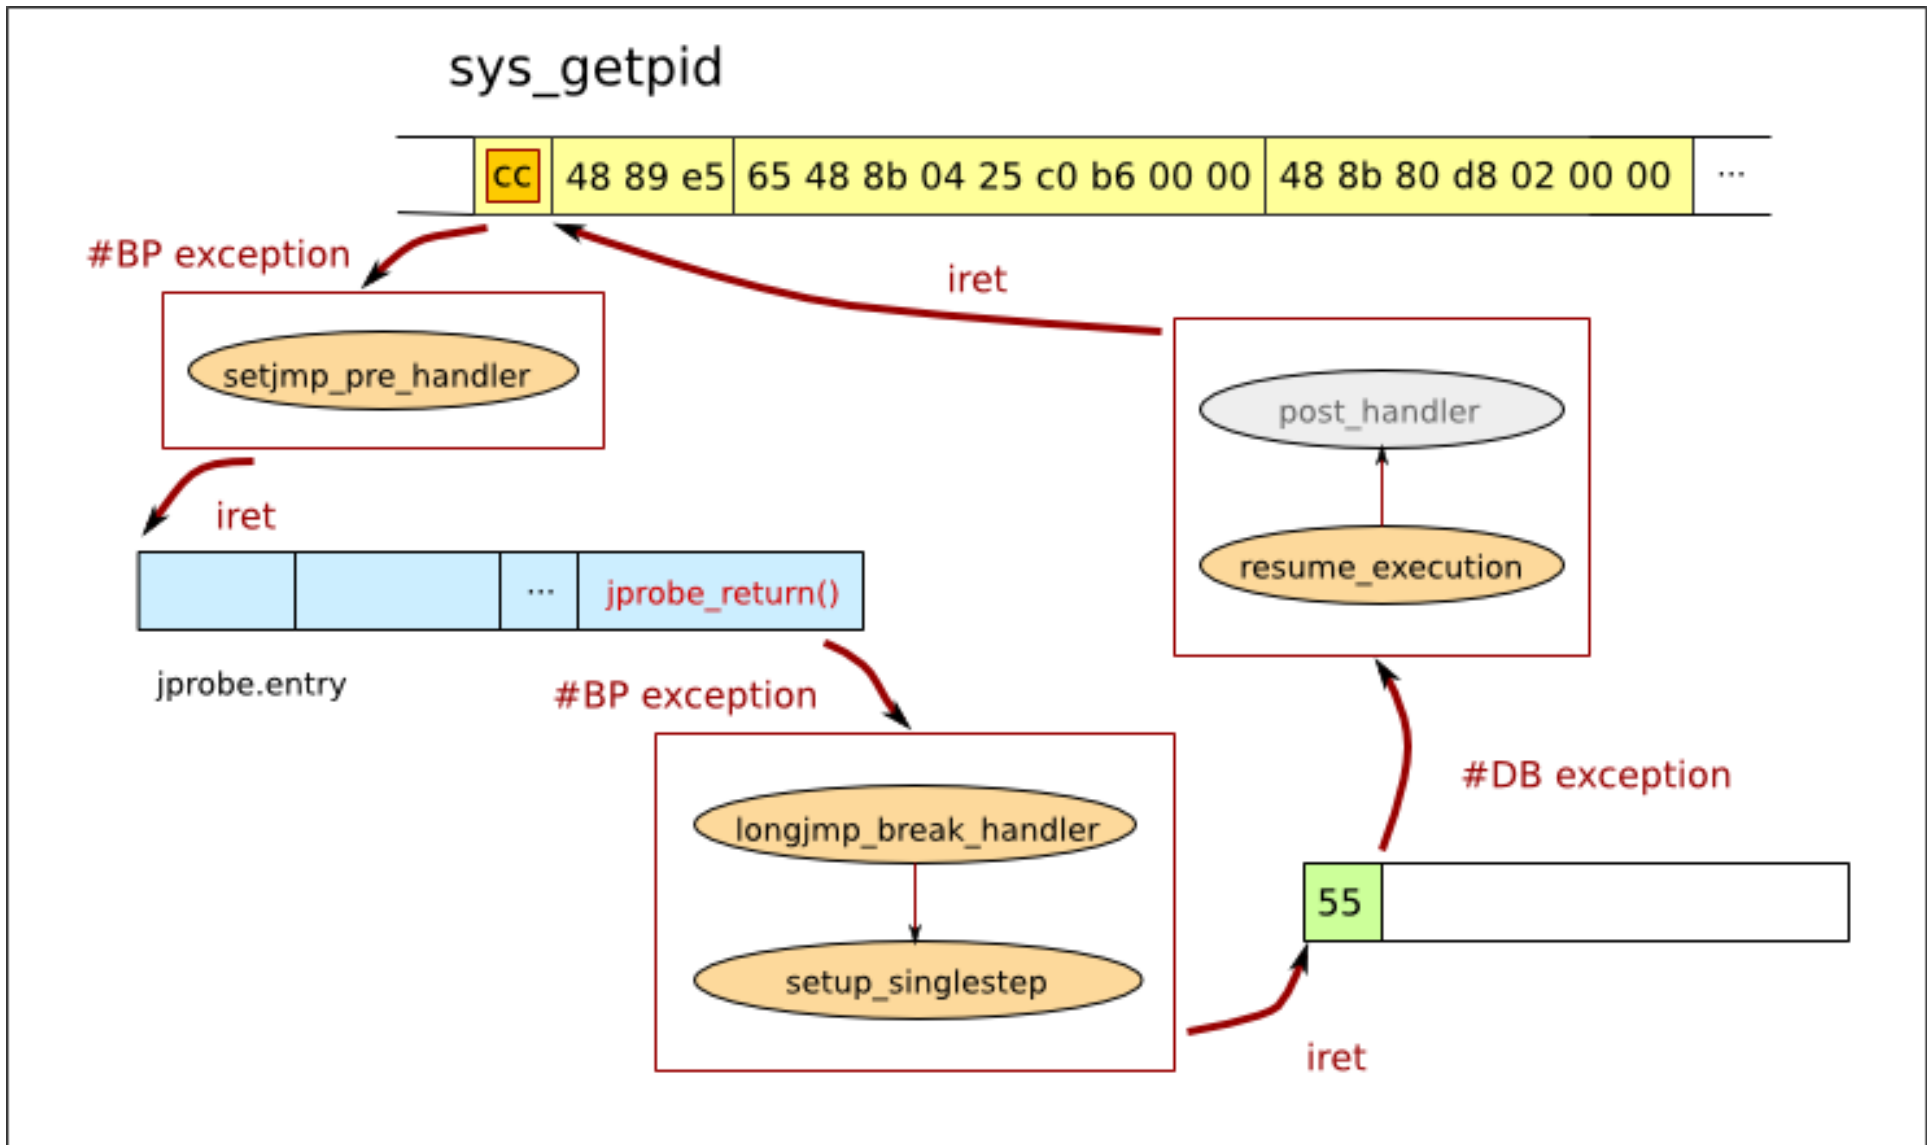 sys_getpid
cc 48 89 e5 65 48 8b 04 25 c0 b6 00 00 48 8b 80 d8 02 00 00 ...
#BP exception
iret
setjmp_pre_handler
post_handler
iret
resume_execution
... jprobe_return()
jprobe.entry
#BP exception
#DB exception
longjmp_break_handler
55
setup_singlestep
iret